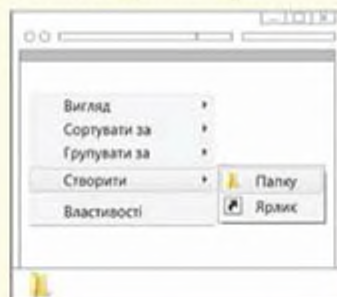 Вигляд
Сортувати за
Групувати за
Створити
Папку
Ярлик
Властивості